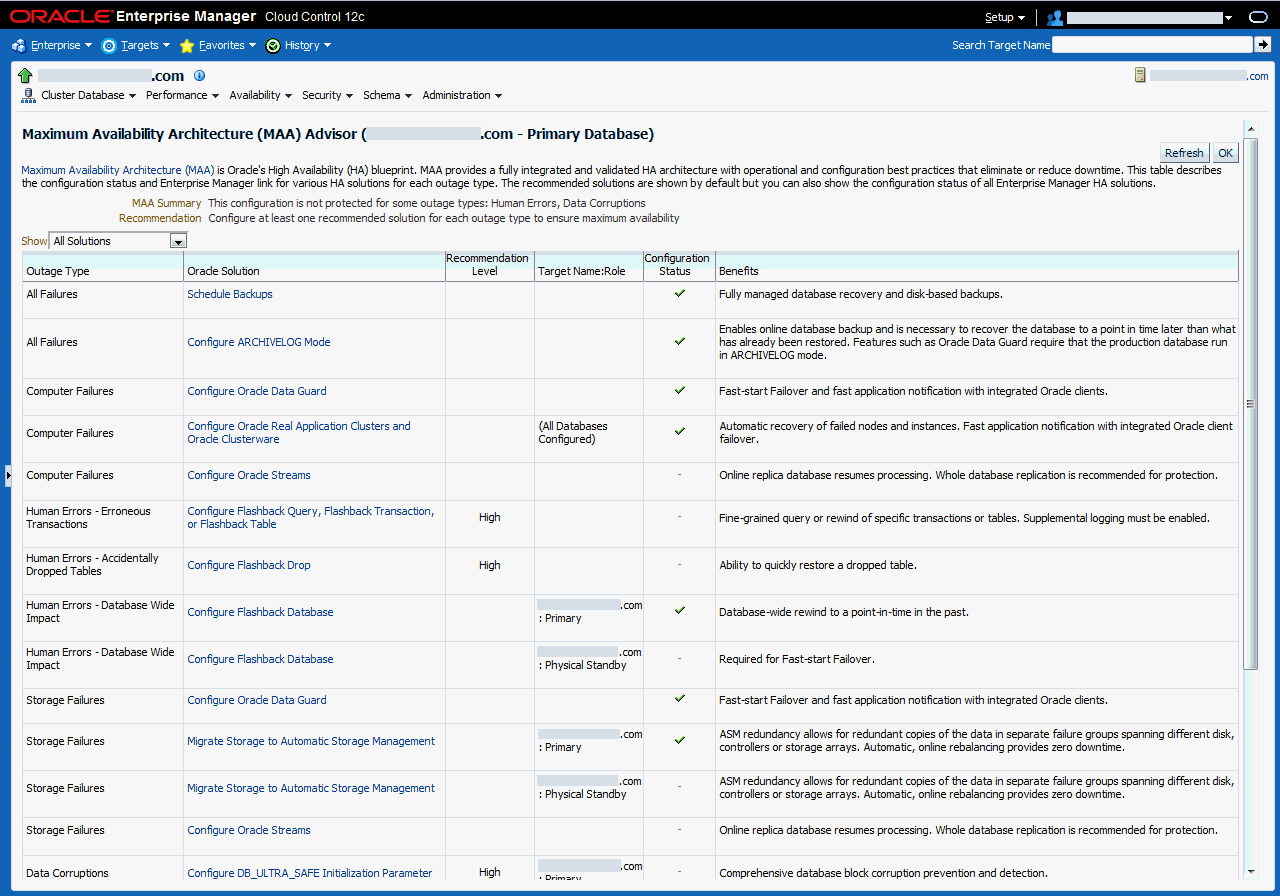 ORACLE Enterprise Manager Cloud Control 12c
Setup
Enterprise Targets Favorites History
Search Target Name
.com
.com
Cluster Database Performance Availability Security Schema Administration
Maximum Availability Architecture (MAA) Advisor ( .com - Primary Database)
Refresh OK
Maximum Availability Architecture (MAA) is Oracle's High Availability (HA) blueprint. MAA provides a fully integrated and validated HA architecture with operational and configuration best practices that eliminate or reduce downtime. This table describes
the configuration status and Enterprise Manager link for various HA solutions for each outage type. The recommended solutions are shown by default but you can also show the configuration status of all Enterprise Manager HA solutions.
MAA Summary This configuration is not protected for some outage types: Human Errors, Data Corruptions
Recommendation Configure at least one recommended solution for each outage type to ensure maximum availability
Show All Solutions
Outage Type
Oracle Solution
Recommendation
Level
Target Name:Role
Configuration
Status
Benefits
All Failures
Schedule Backups
Fully managed database recovery and disk-based backups.
All Failures
Configure ARCHIVELOG Mode
Enables online database backup and is necessary to recover the database to a point in time later than what
has already been restored. Features such as Oracle Data Guard require that the production database run
in ARCHIVELOG mode.
Computer Failures
Configure Oracle Data Guard
Fast-start Failover and fast application notification with integrated Oracle clients.
Computer Failures
Configure Oracle Real Application Clusters and
Oracle Clusterware
(All Databases
Configured)
Automatic recovery of failed nodes and instances. Fast application notification with integrated Oracle client
failover.
Computer Failures
Configure Oracle Streams
-
Online replica database resumes processing. Whole database replication is recommended for protection.
Human Errors - Erroneous
Transactions
Configure Flashback Query, Flashback Transaction,
or Flashback Table
High
-
Fine-grained query or rewind of specific transactions or tables. Supplemental logging must be enabled.
Human Errors - Accidentally
Dropped Tables
Configure Flashback Drop
High
-
Ability to quickly restore a dropped table.
Human Errors - Database Wide
Impact
Configure Flashback Database
.com
: Primary
Database-wide rewind to a point-in-time in the past.
Human Errors - Database Wide
Impact
Configure Flashback Database
.com
: Physical Standby
-
Required for Fast-start Failover.
Storage Failures
Configure Oracle Data Guard
Fast-start Failover and fast application notification with integrated Oracle clients.
Storage Failures
Migrate Storage to Automatic Storage Management
.com
: Primary
ASM redundancy allows for redundant copies of the data in separate failure groups spanning different disk,
controllers or storage arrays. Automatic, online rebalancing provides zero downtime.
Storage Failures
Migrate Storage to Automatic Storage Management
.com
: Physical Standby
-
ASM redundancy allows for redundant copies of the data in separate failure groups spanning different disk,
controllers or storage arrays. Automatic, online rebalancing provides zero downtime.
Storage Failures
Configure Oracle Streams
-
Online replica database resumes processing. Whole database replication is recommended for protection.
Data Corruptions
Configure DB_ULTRA_SAFE Initialization Parameter
High
.com
: Primary
-
Comprehensive database block corruption prevention and detection.